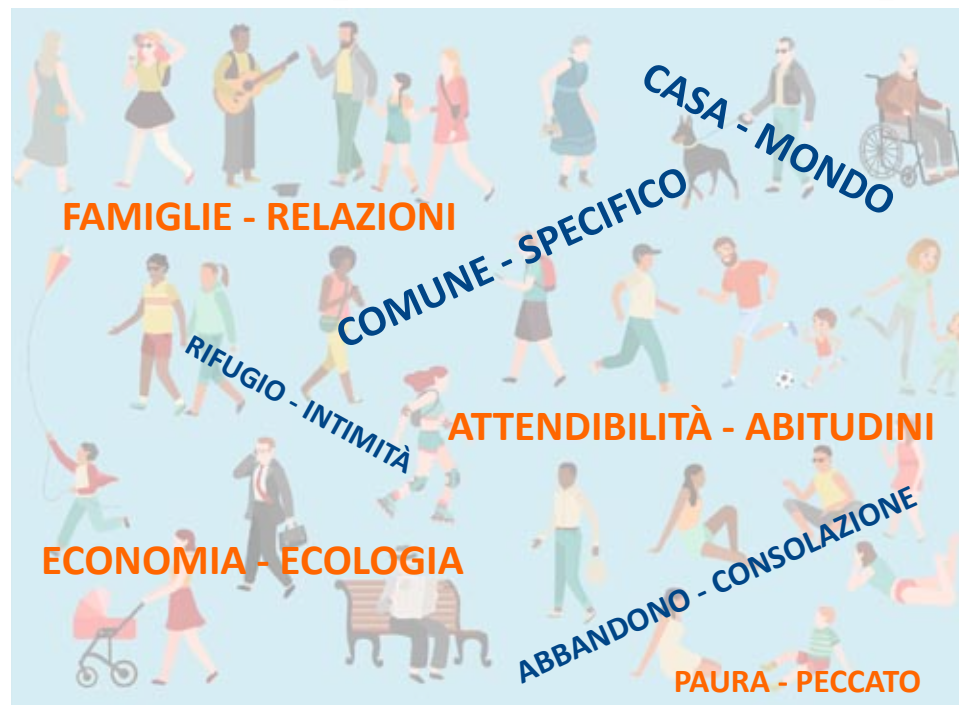 CASA - MONDO
FAMIGLIE - RELAZIONI
COMUNE - SPECIFICO
RIFUGIO - INTIMITÀ
ATTENDIBILITÀ - ABITUDINI
ECONOMIA - ECOLOGIA
ABBANDONO - CONSOLAZIONE
PAURA - PECCATO